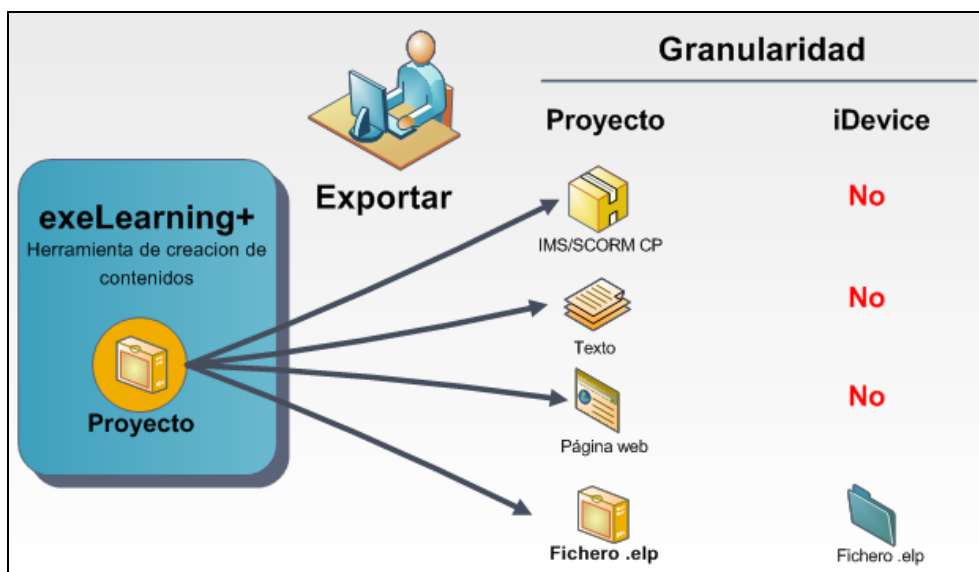 Granularidad
Proyecto
iDevice
Exportar
exeLearning+
Herramienta de creacion de
contenidos
Proyecto
IMS/SCORM CP
No
Texto
No
Página web
No
Fichero .elp
Fichero .elp